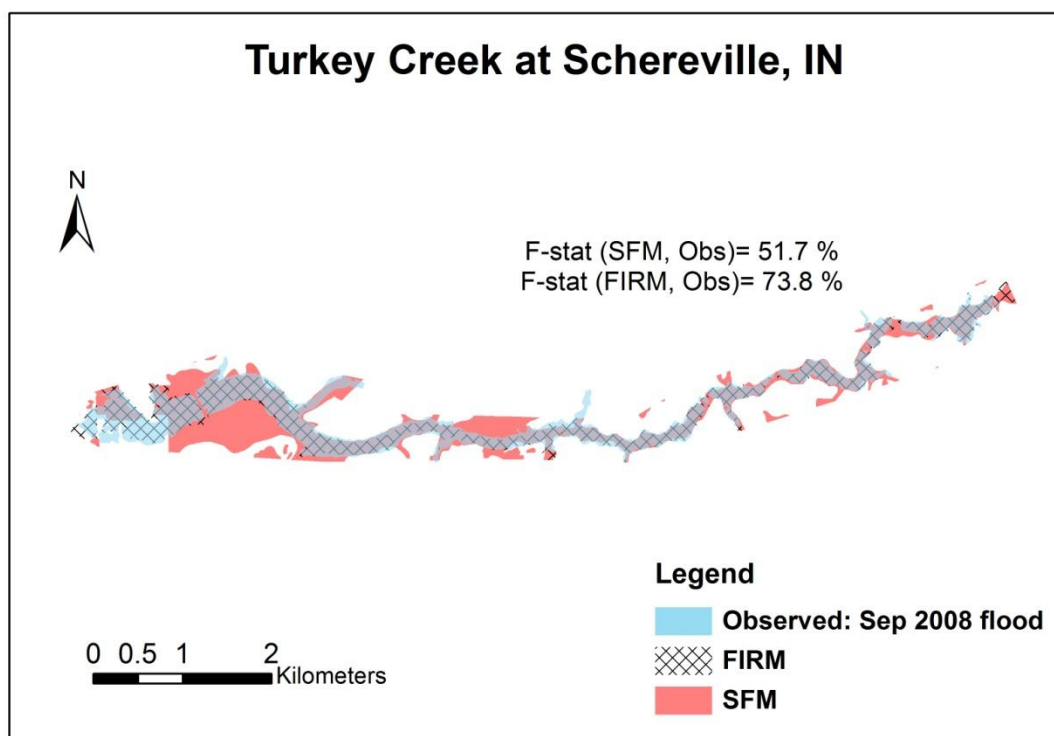 Turkey Creek at Schereville, IN
N
F-stat (SFM, Obs)= 51.7 %
F-stat (FIRM, Obs)= 73.8 %
Legend
Observed: Sep 2008 flood
FIRM
SFM
0 0.5 1 2
Kilometers